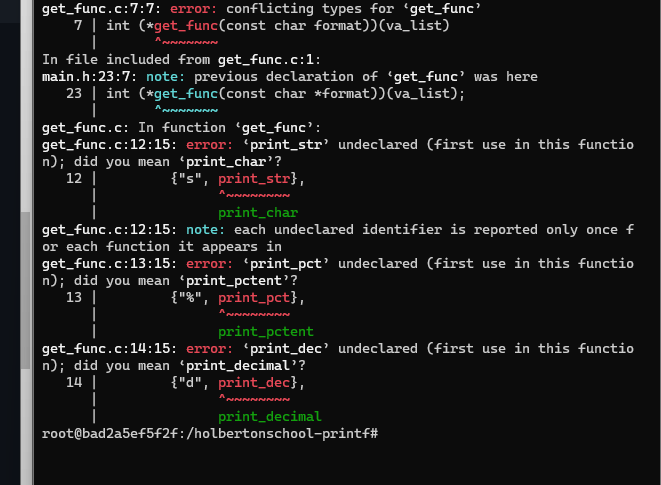 get_func.c:7:7: error: conflicting types for ‘get_func’
7 | int (*get_func(const char format))(va_list)
| ^~~~~~~~
In file included from get_func.c:1:
main.h:23:7: note: previous declaration of ‘get_func’ was here
23 | int (*get_func(const char *format))(va_list);
| ^~~~~~~~
get_func.c: In function ‘get_func’:
get_func.c:12:15: error: ‘print_str’ undeclared (first use in this functio
n); did you mean ‘print_char’?
12 | {"s", print_str},
| ^~~~~~~~~
| print_char
get_func.c:12:15: note: each undeclared identifier is reported only once f
or each function it appears in
get_func.c:13:15: error: ‘print_pct’ undeclared (first use in this functio
n); did you mean ‘print_pctent’?
13 | {"%", print_pct},
| ^~~~~~~~~
| print_pctent
get_func.c:14:15: error: ‘print_dec’ undeclared (first use in this functio
n); did you mean ‘print_decimal’?
14 | {"d", print_dec},
| ^~~~~~~~~
| print_decimal
root@bad2a5ef5f2f:/holbertonschool-printf#